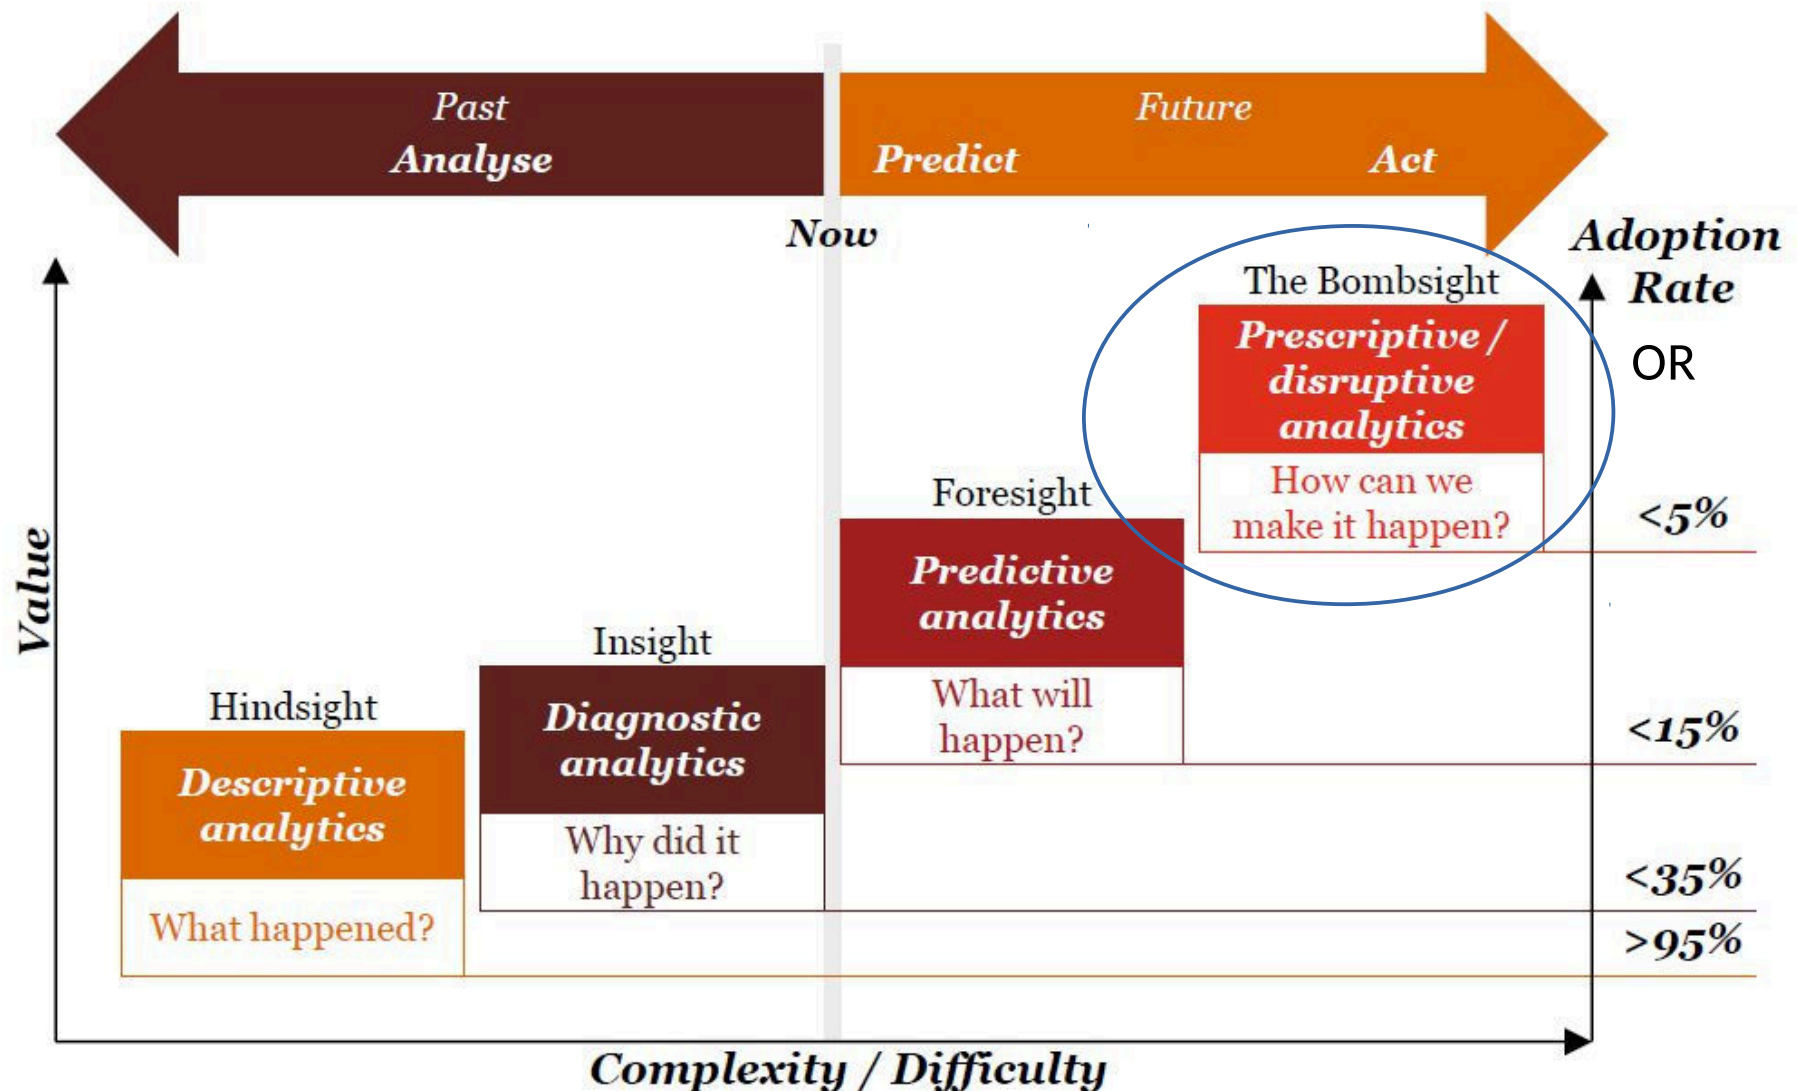 Past
Analyse
Future
Predict
Act
Now
Adoption
Rate
OR
The Bombsight
Prescriptive /
disruptive
analytics
How can we
make it happen?
<5%
Foresight
Predictive
analytics
What will
happen?
<15%
Insight
Diagnostic
analytics
Why did it
happen?
<35%
Hindsight
Descriptive
analytics
What happened?
>95%
Value
Complexity / Difficulty